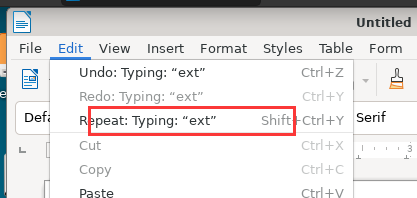 Untitled
File Edit View Insert Format Styles Table Form
Undo: Typing: “ext” Ctrl+Z
Redo: Typing: “ext” Ctrl+Y
Repeat: Typing: “ext” Shift+Ctrl+Y
Defa Serif
Cut Ctrl+X
Copy Ctrl+C
3
Paste Ctrl+V